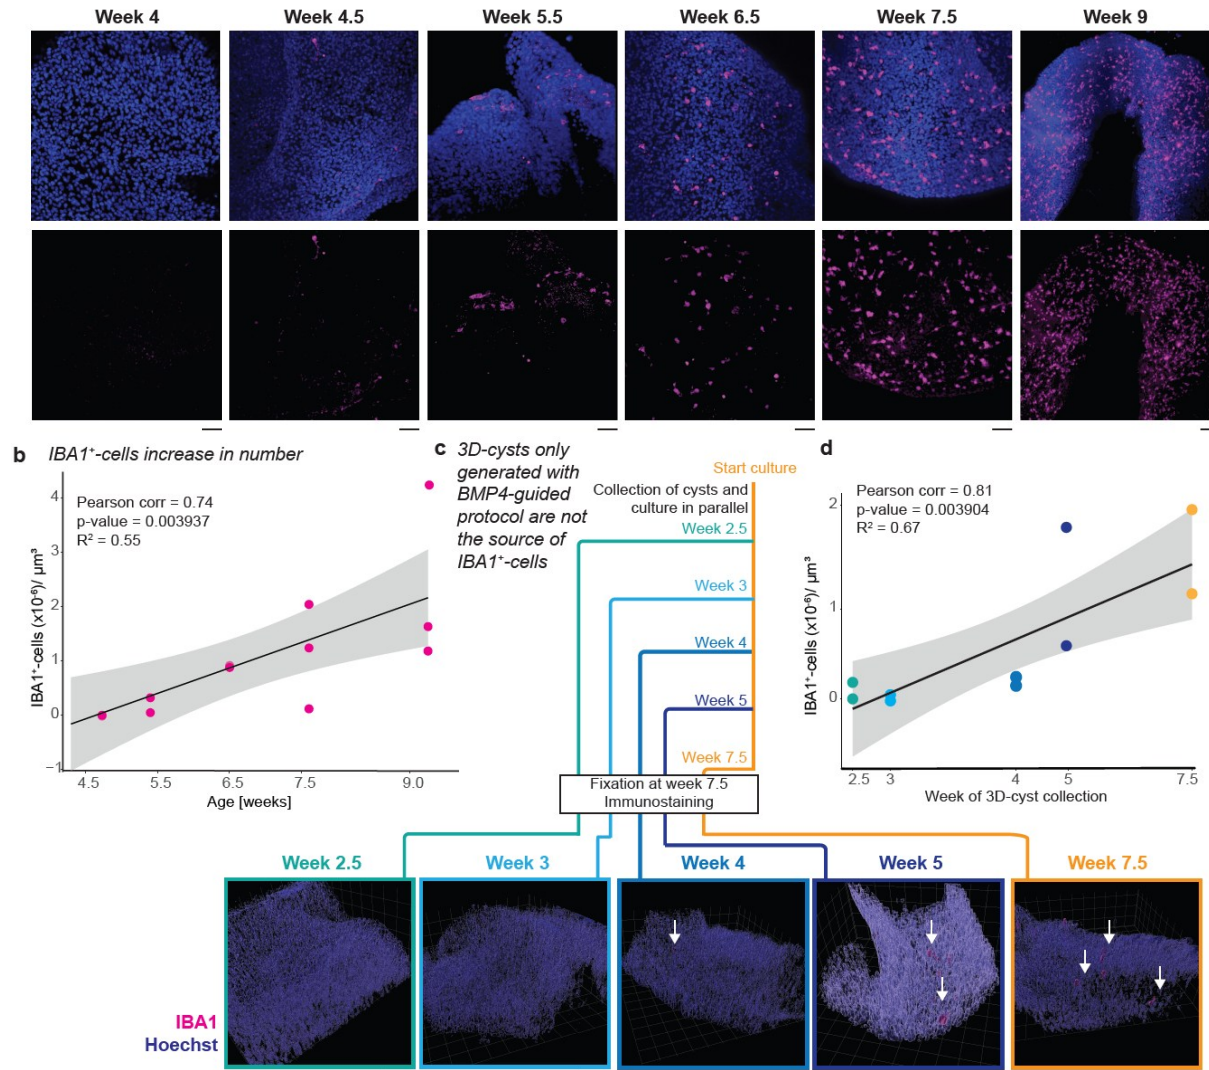 Week 4
Week 4.5
Week 5.5
Week 6.5
Week 7.5
Week 9
b
IBA1⁺-cells increase in number
Pearson corr = 0.74
p-value = 0.003937
R² = 0.55
IBA1⁺-cells (x10⁻⁶)/ µm³
4
3
2
1
0
−1
4.5
5.5
6.5
7.5
9.0
Age [weeks]
c
3D-cysts only
generated with
BMP4-guided
protocol are not
the source of
IBA1⁺-cells
Start culture
Collection of cysts and
culture in parallel
Week 2.5
Week 3
Week 4
Week 5
Week 7.5
Fixation at week 7.5
Immunostaining
d
Pearson corr = 0.81
p-value = 0.003904
R² = 0.67
IBA1⁺-cells (x10⁻⁶)/ µm³
2
1
0
2.5
3
4
5
7.5
Week of 3D-cyst collection
Week 2.5
Week 3
Week 4
Week 5
Week 7.5
IBA1
Hoechst